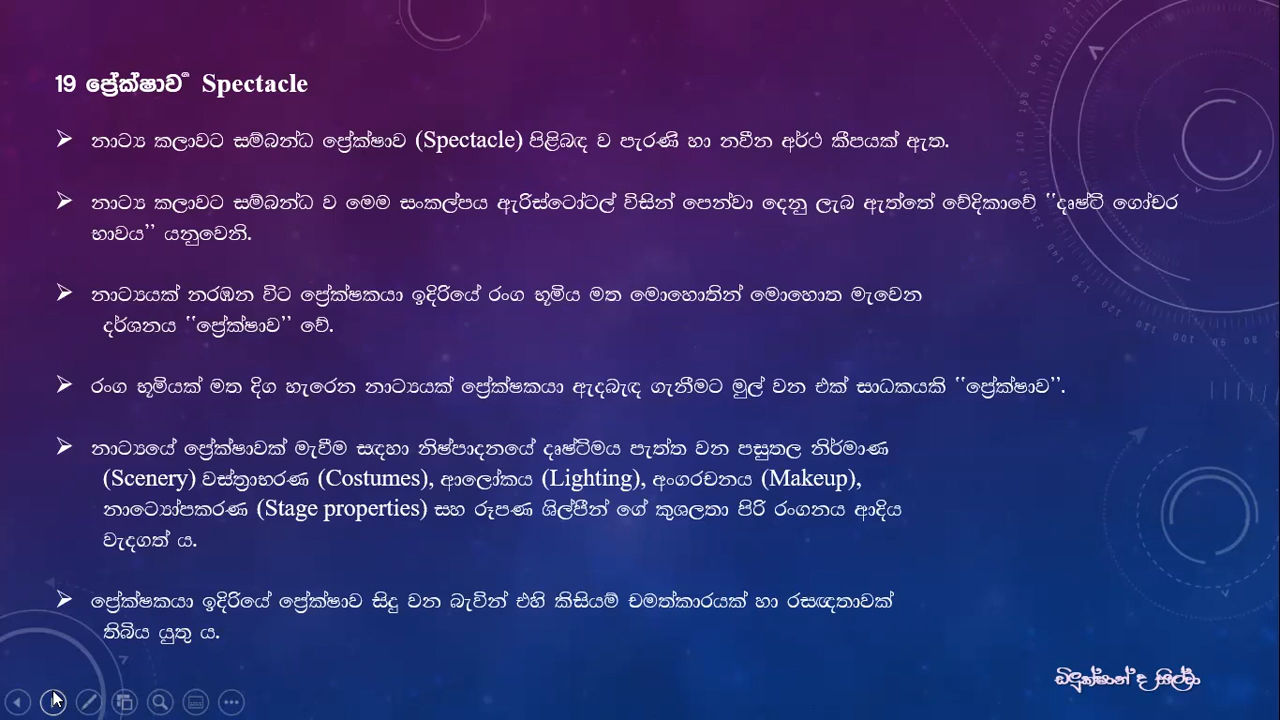 19 ප්‍රේක්ෂාව Spectacle
➢ නාට්‍ය කලාවට සම්බන්ධ ප්‍රේක්ෂාව (Spectacle) පිළිබඳ ව පැරණි හා නවීන අර්ථ කීපයක් ඇත.
➢ නාට්‍ය කලාවට සම්බන්ධ ව මෙම සංකල්පය ඇරිස්ටෝටල් විසින් පෙන්වා දෙනු ලැබ ඇත්තේ වේදිකාවේ ‘‘දෘෂ්ටි ගෝචර
භාවය’’ යනුවෙනි.
➢ නාට්‍යයක් නරඹන විට ප්‍රේක්ෂකයා ඉදිරියේ රංග භූමිය මත මොහොතින් මොහොත මැවෙන
දර්ශනය ‘‘ප්‍රේක්ෂාව’’ වේ.
➢ රංග භූමියක් මත දිග හැරෙන නාට්‍යයක් ප්‍රේක්ෂකයා ඇදබැඳ ගැනීමට මුල් වන එක් සාධකයකි ‘‘ප්‍රේක්ෂාව’’.
➢ නාට්‍යයේ ප්‍රේක්ෂාවක් මැවීම සඳහා නිෂ්පාදනයේ දෘෂ්ටිමය පැත්ත වන පසුතල නිර්මාණ
(Scenery) වස්ත්‍රාභරණ (Costumes), ආලෝකය (Lighting), අංගරචනය (Makeup),
නාට්‍යෝපකරණ (Stage properties) සහ රූපණ ශිල්පීන් ගේ කුශලතා පිරි රංගනය ආදිය
වැදගත් ය.
➢ ප්‍රේක්ෂකයා ඉදිරියේ ප්‍රේක්ෂාව සිදු වන බැවින් එහි කිසියම් චමත්කාරයක් හා රසඥතාවක්
තිබිය යුතු ය.
ඩිලුක්ෂාන් ද සිල්වා